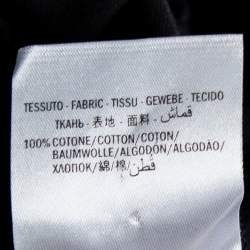 TESSUTO - FABRIC - TISSU - GEWEBE - TECIDO
ТКАНЬ - 表地 - 面料 - قماش
100% COTONE/COTTON/COTON/
BAUMWOLLE/ALGODON/ALGODÃO/
ХЛОПОК/綿/棉/قطن